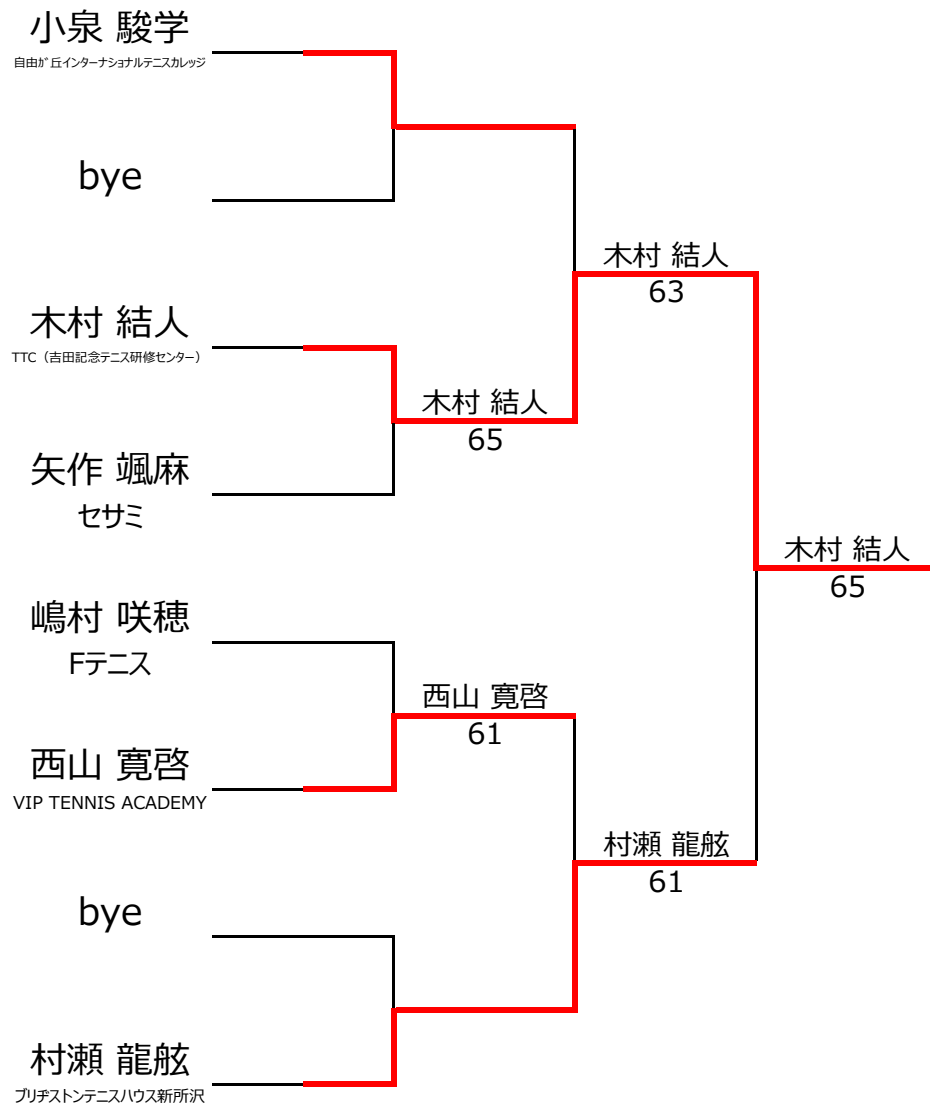 小泉 駿学
自由が丘インターナショナルテニスカレッジ
bye
木村 結人
63
木村 結人
TTC（吉田記念テニス研修センター）
木村 結人
65
矢作 颯麻
セサミ
木村 結人
65
嶋村 咲穂
Fテニス
西山 寛啓
61
西山 寛啓
VIP TENNIS ACADEMY
村瀬 龍舷
61
bye
村瀬 龍舷
ブリヂストンテニスハウス新所沢